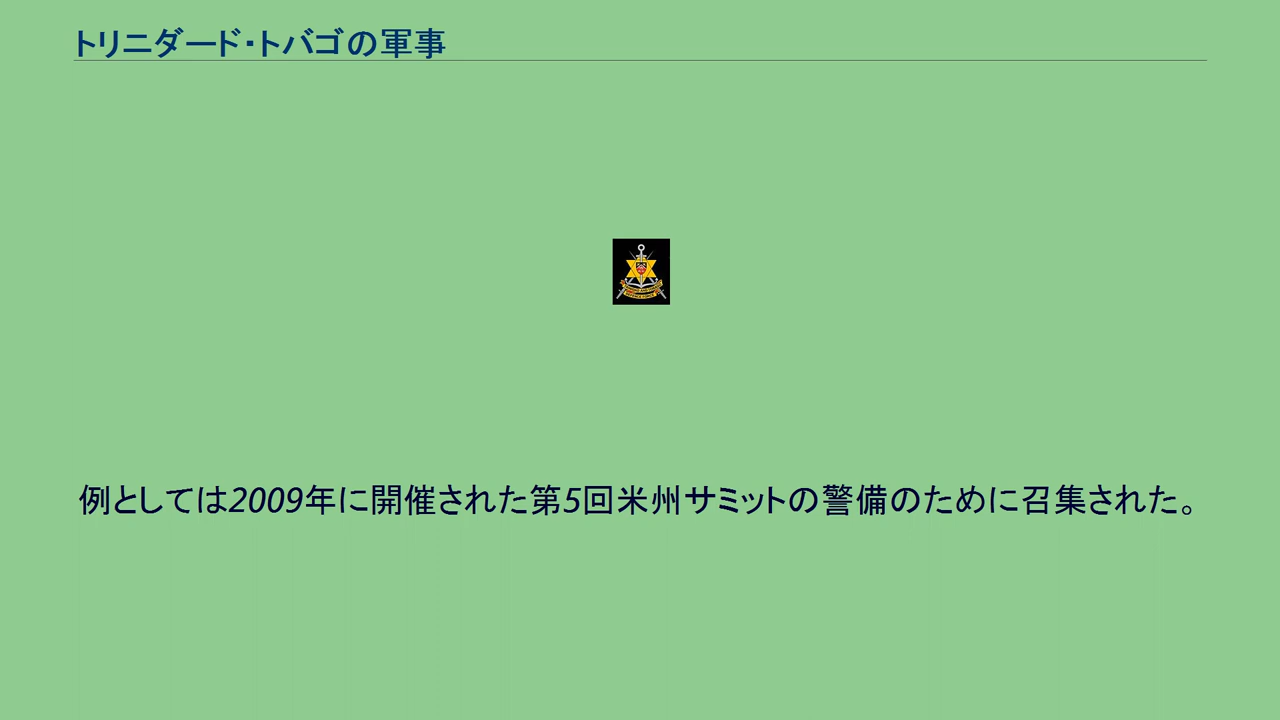 トリニダード・トバゴの軍事
例としては2009年に開催された第5回米州サミットの警備のために召集された。